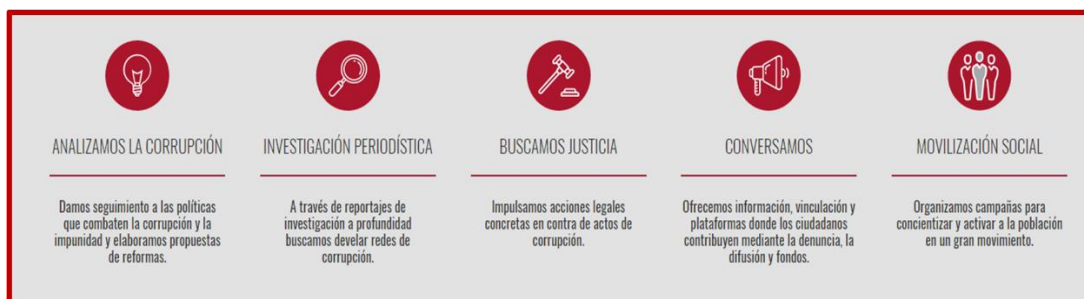 ANALIZAMOS LA CORRUPCIÓN
Damos seguimiento a las políticas
que combaten la corrupción y la
impunidad y elaboramos propuestas
de reformas.
INVESTIGACIÓN PERIODÍSTICA
A través de reportajes de
investigación a profundidad
buscamos develar redes de
corrupción.
BUSCAMOS JUSTICIA
Impulsamos acciones legales
concretas en contra de actos de
corrupción.
CONVERSAMOS
Ofrecemos información, vinculación y
plataformas donde los ciudadanos
contribuyen mediante la denuncia, la
difusión y fondos.
MOVILIZACIÓN SOCIAL
Organizamos campañas para
concientizar y activar a la población
en un gran movimiento.